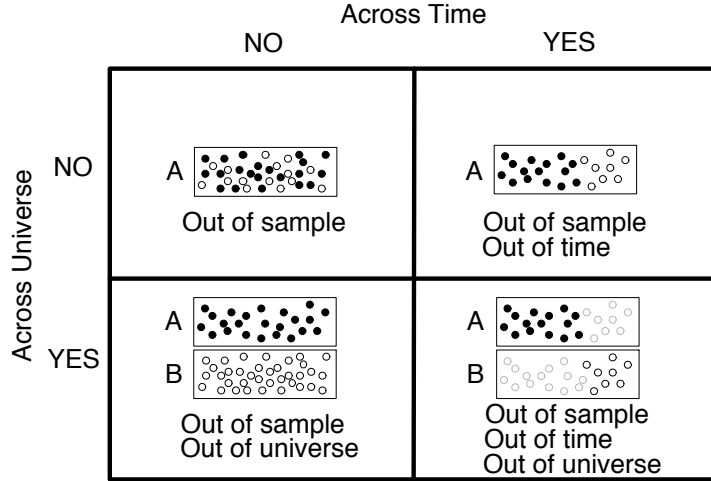 Across Time
NO
YES
Across Universe
NO
A
Out of sample
A
Out of sample
Out of time
YES
A
B
Out of sample
Out of universe
A
B
Out of sample
Out of time
Out of universe